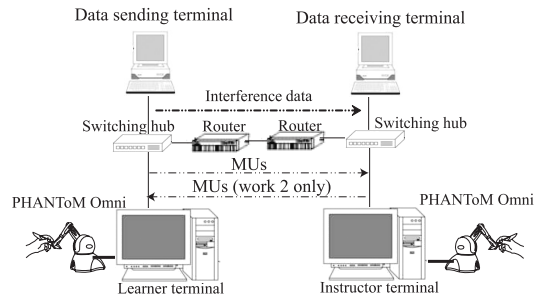 Data sending terminal
Data receiving terminal
Interference data
Switching hub
Router
Router
Switching hub
MUs
MUs (work 2 only)
PHANToM Omni
PHANToM Omni
Learner terminal
Instructor terminal